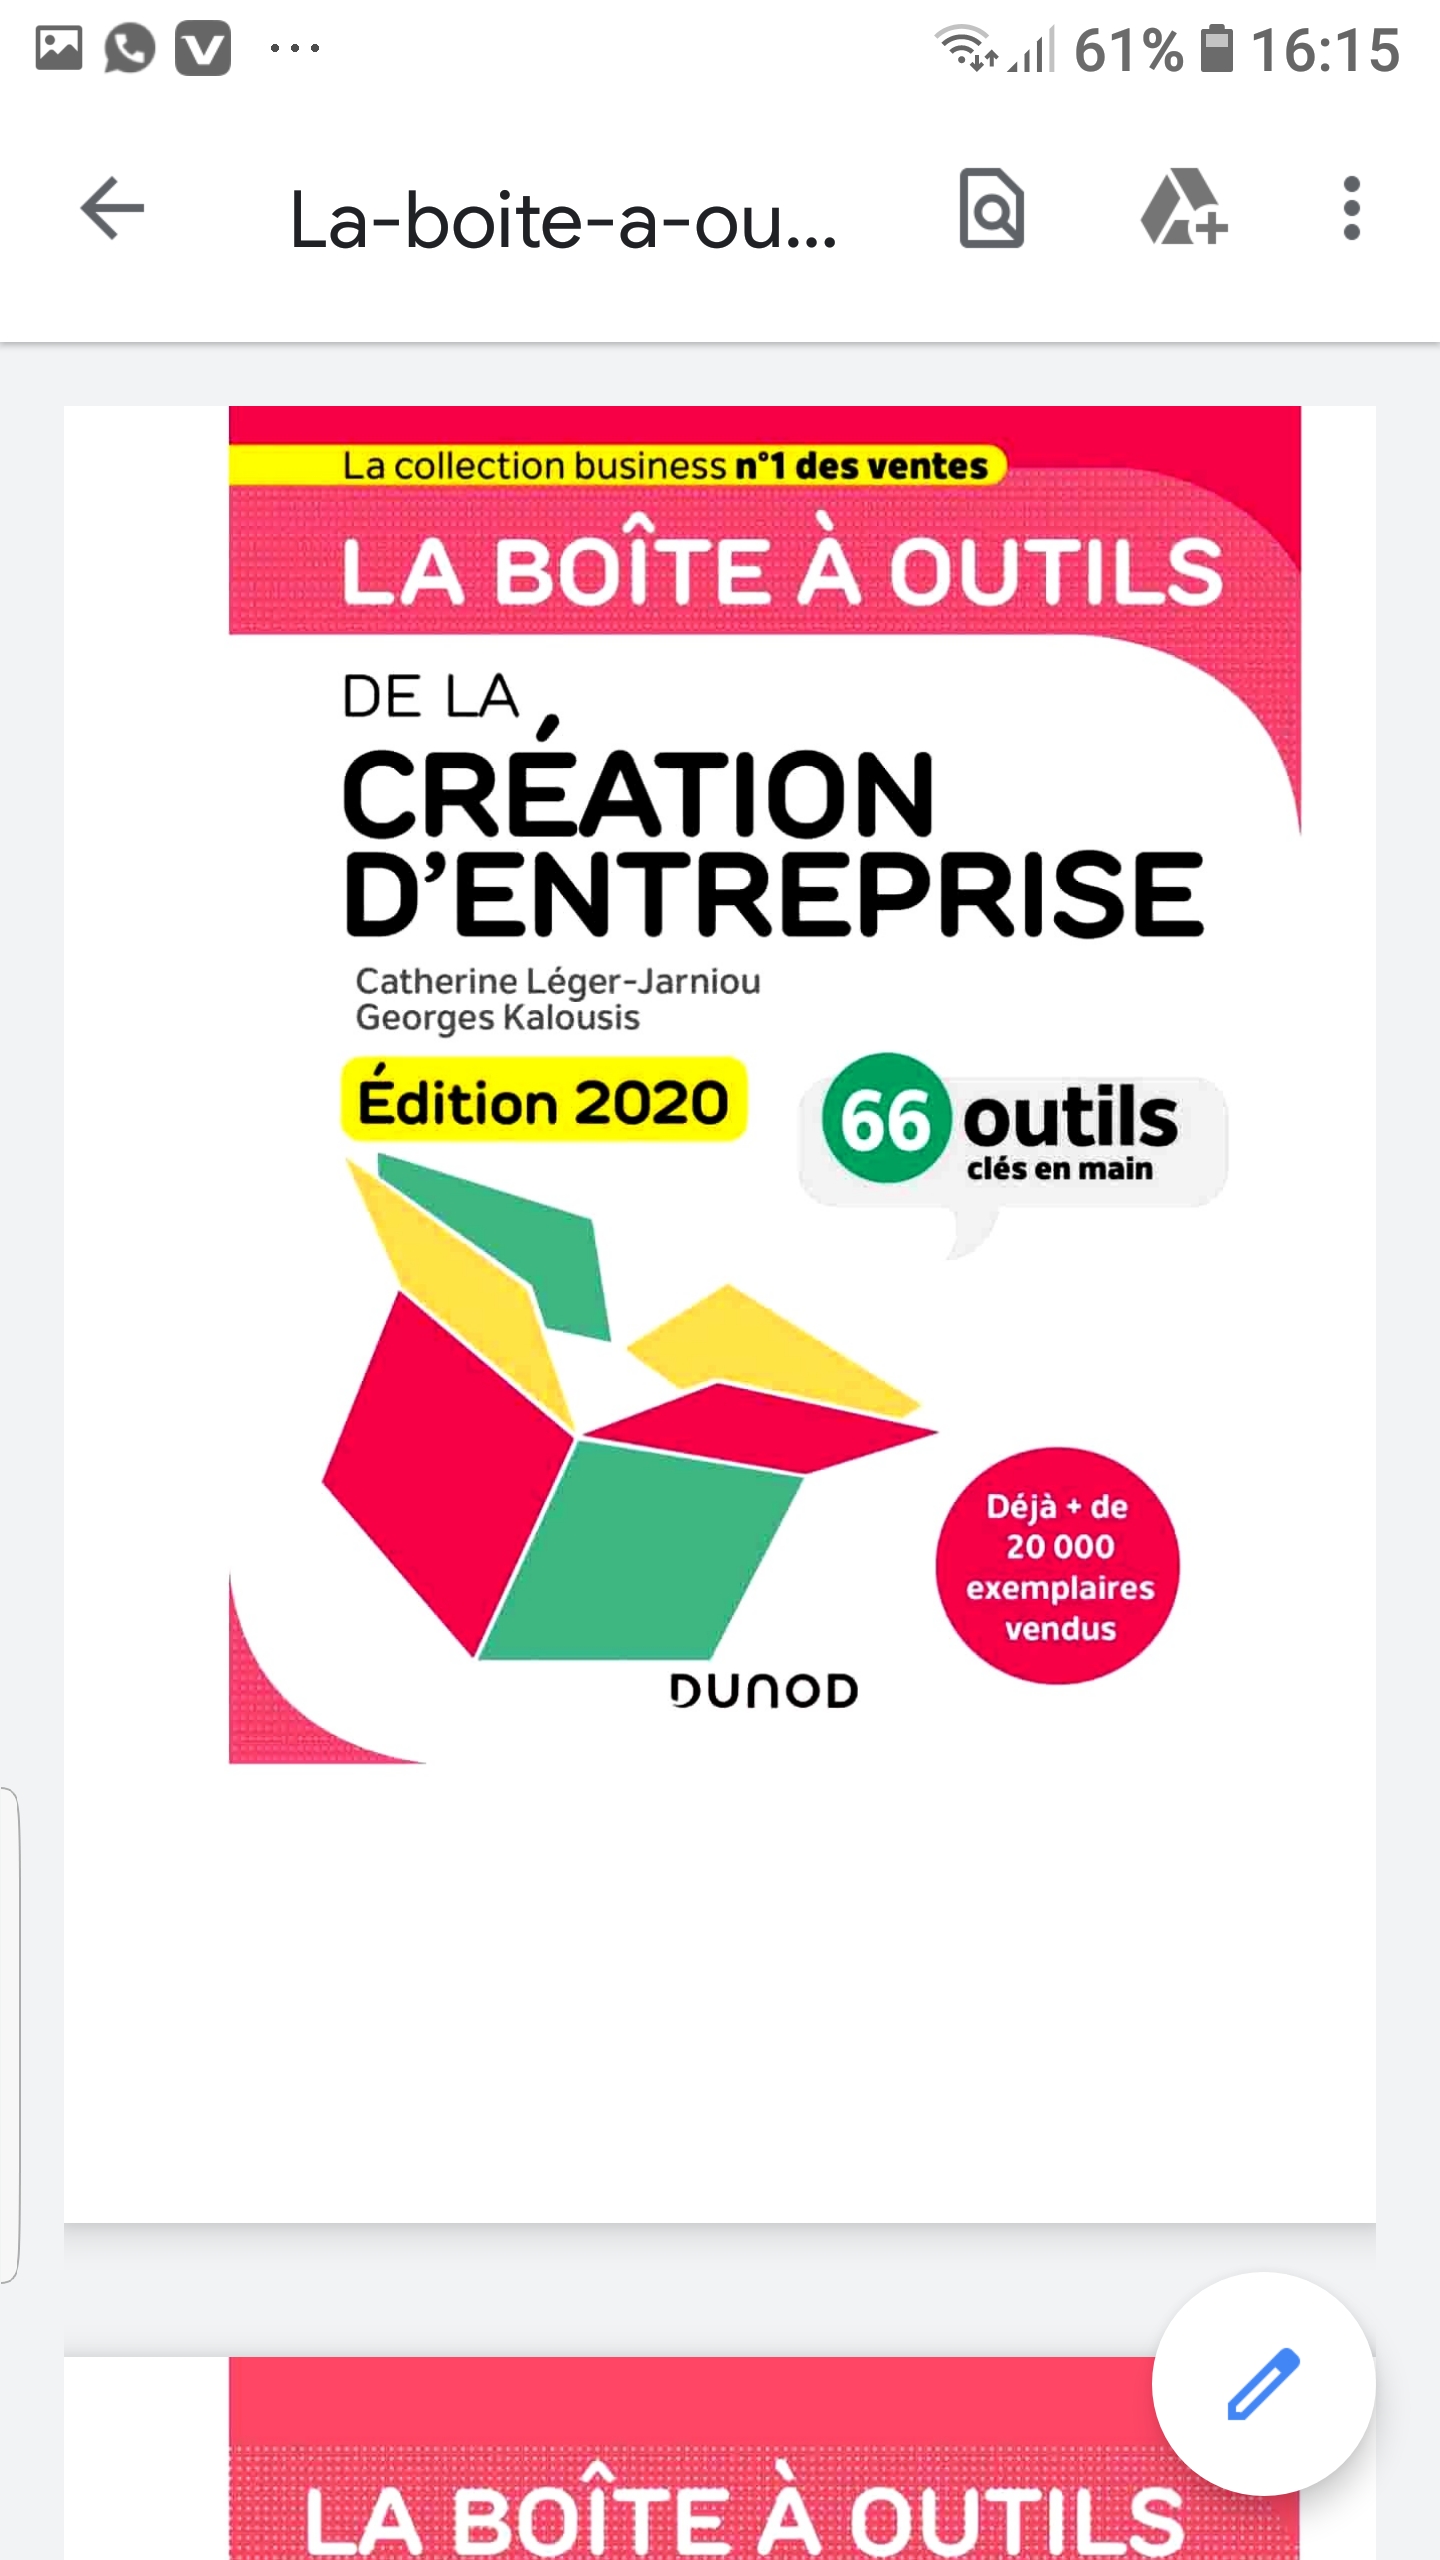 61% 16:15
La-boite-a-ou...
La collection business n°1 des ventes
LA BOÎTE À OUTILS
DE LA
CRÉATION
D'ENTREPRISE
Catherine Léger-Jarniou
Georges Kalousis
Édition 2020
66 outils
clés en main
Déjà + de
20 000
exemplaires
vendus
DUNOD
LA BOÎTE À OUTILS